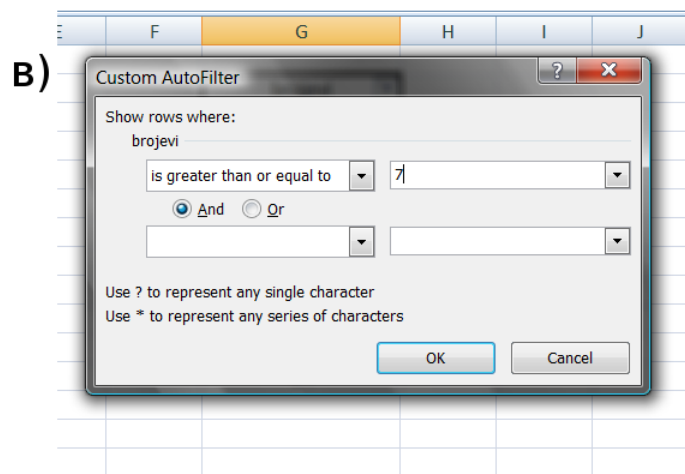 E F G H I J
B)
Custom AutoFilter ?
Show rows where:
brojevi
is greater than or equal to 7
And Or
Use ? to represent any single character
Use * to represent any series of characters
OK Cancel